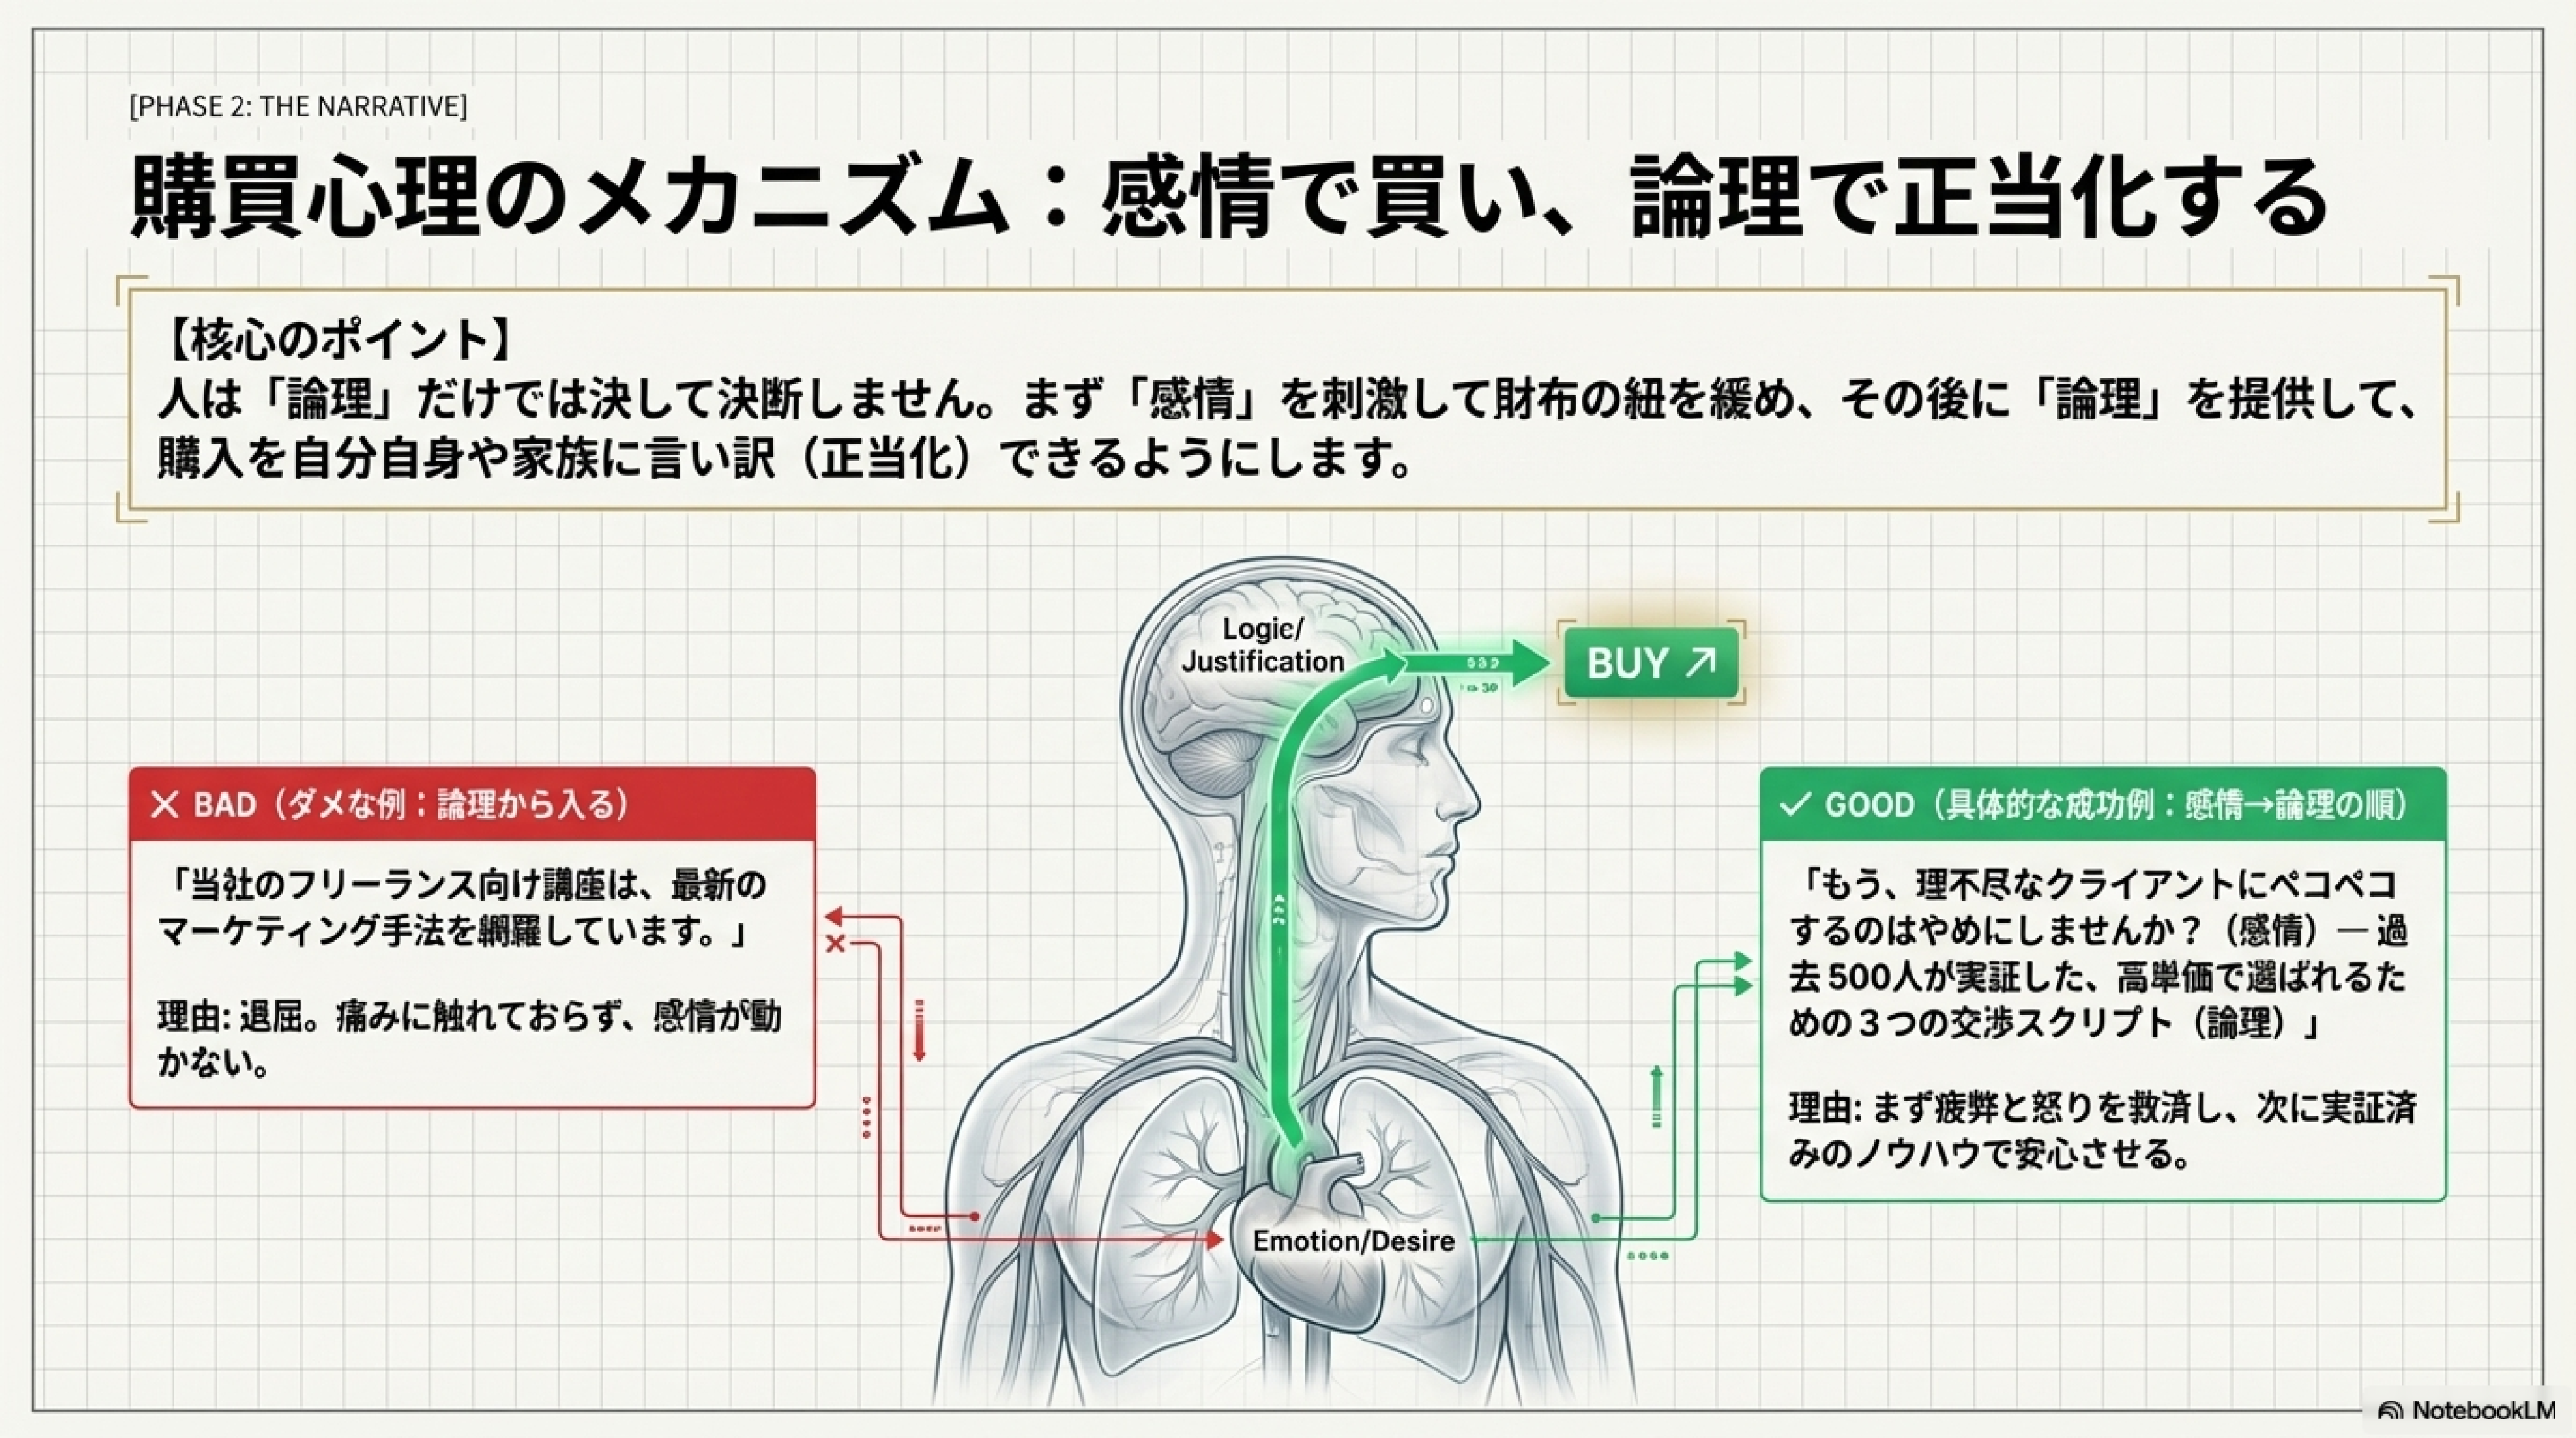 [PHASE 2: THE NARRATIVE]
購買心理のメカニズム：感情で買い、論理で正当化する
【核心のポイント】
人は「論理」だけでは決して決断しません。まず「感情」を刺激して財布の紐を緩め、その後に「論理」を提供して、
購入を自分自身や家族に言い訳（正当化）できるようにします。
Logic/
Justification
BUY ↗
× BAD（ダメな例：論理から入る）
「当社のフリーランス向け講座は、最新の
マーケティング手法を網羅しています。」
理由: 退屈。痛みに触れておらず、感情が動
かない。
✓ GOOD（具体的な成功例：感情→論理の順）
「もう、理不尽なクライアントにペコペコ
するのはやめにしませんか？（感情）— 過
去500人が実証した、高単価で選ばれるた
めの3つの交渉スクリプト（論理）」
理由: まず疲弊と怒りを救済し、次に実証済
みのノウハウで安心させる。
Emotion/Desire
NotebookLM